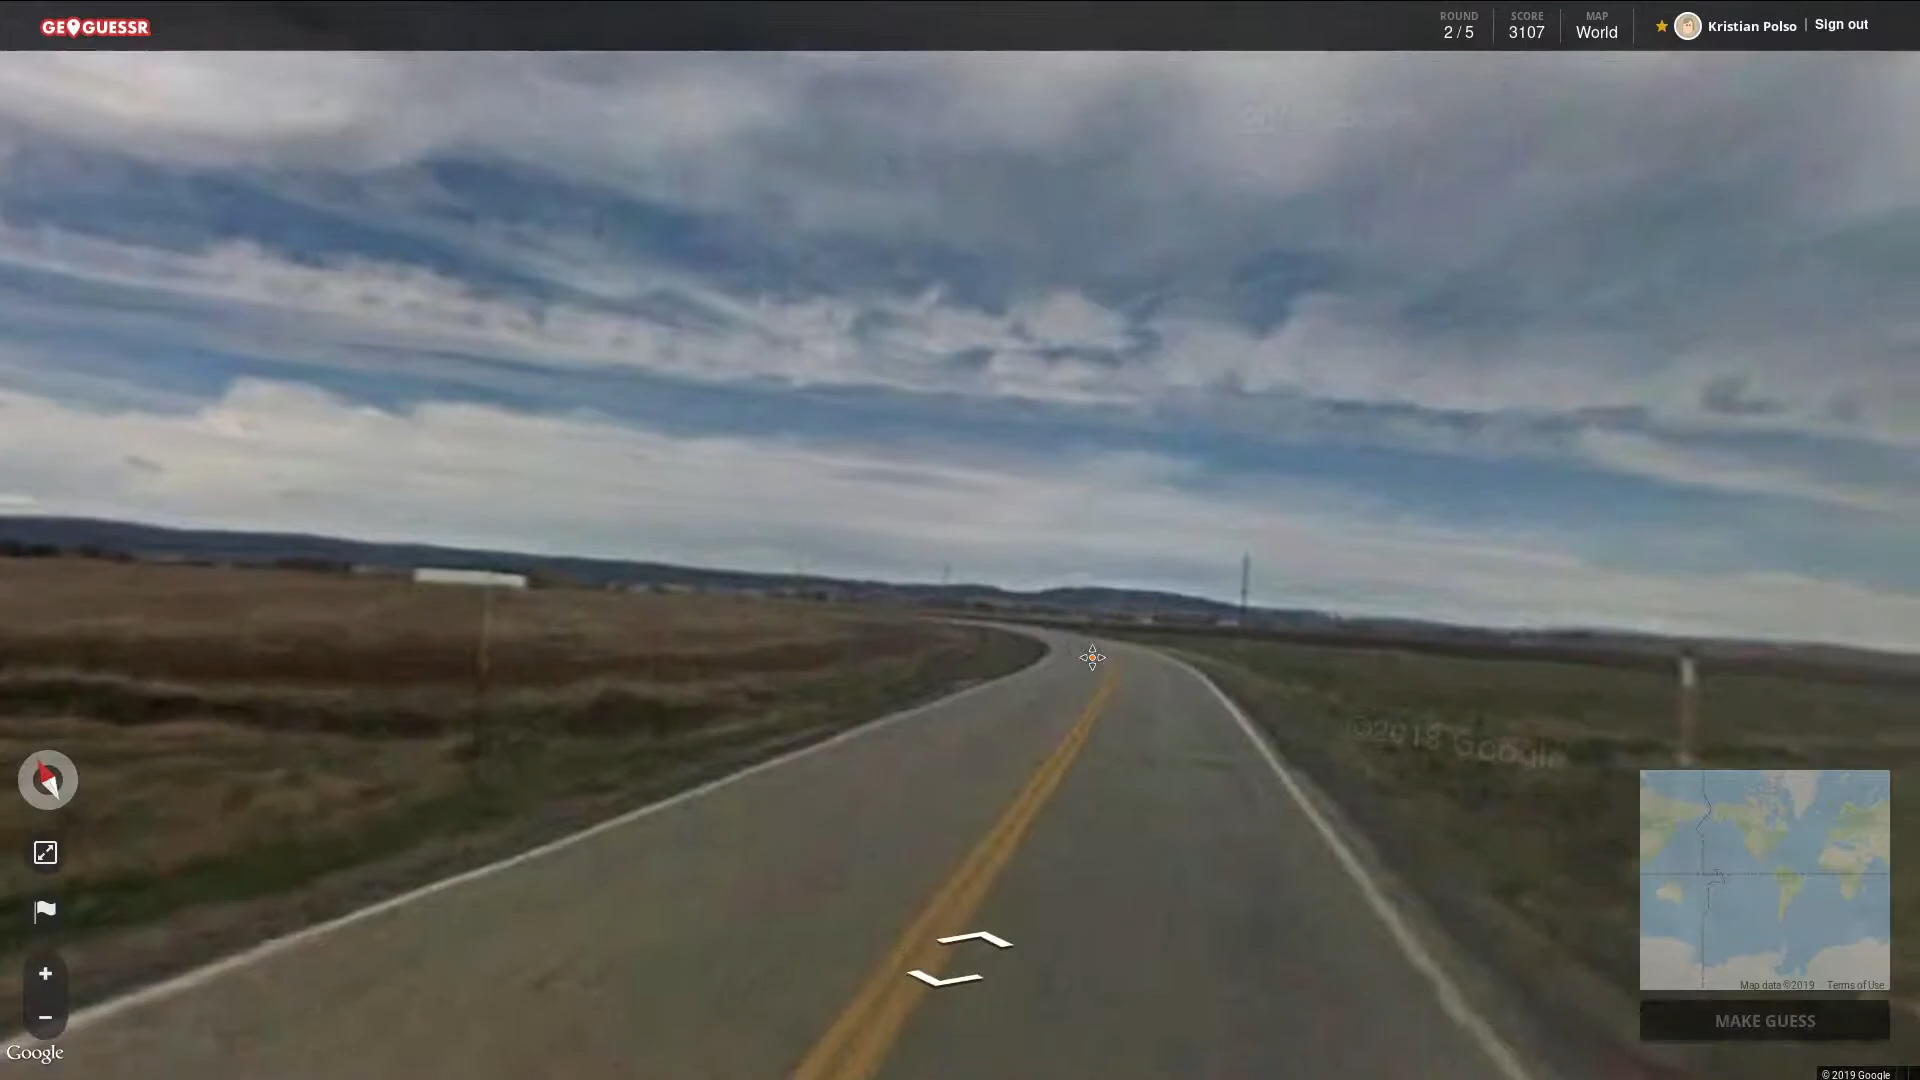 GEOGUESSR
ROUND
2 / 5
SCORE
3107
MAP
World
Kristian Polso
Sign out
©2018 Google
Map data ©2019
Terms of Use
MAKE GUESS
Google
© 2019 Google